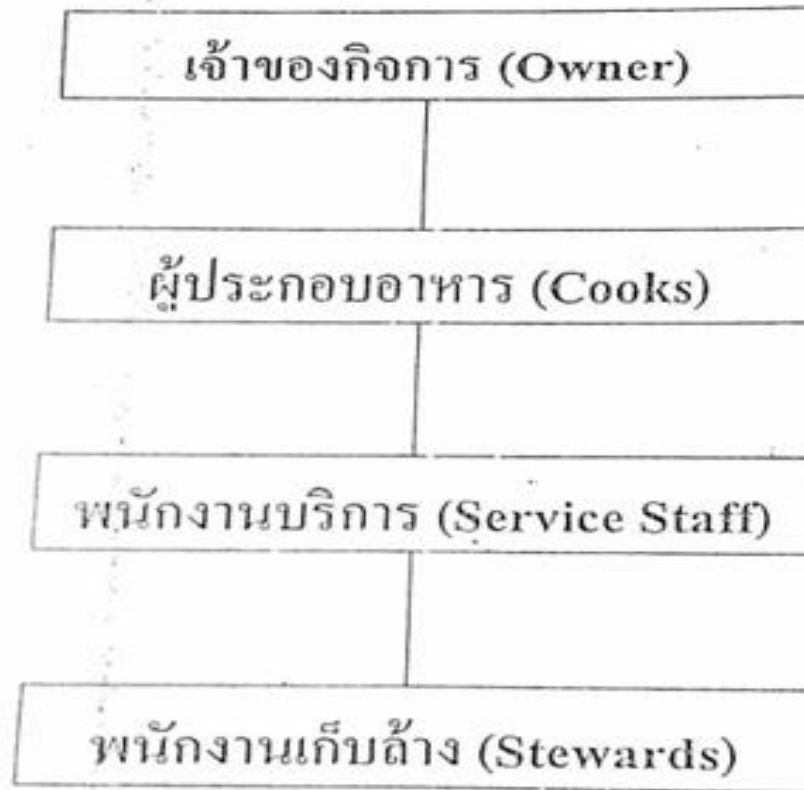 เจ้าของกิจการ (Owner)
ผู้ประกอบอาหาร (Cooks)
พนักงานบริการ (Service Staff)
พนักงานเก็บล้าง (Stewards)